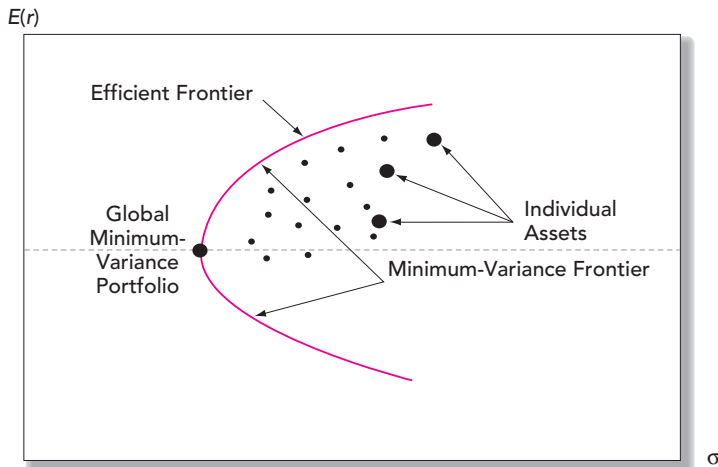 E(r)
Efficient Frontier
Global
Minimum-
Variance
Portfolio
Individual
Assets
Minimum-Variance Frontier
σ